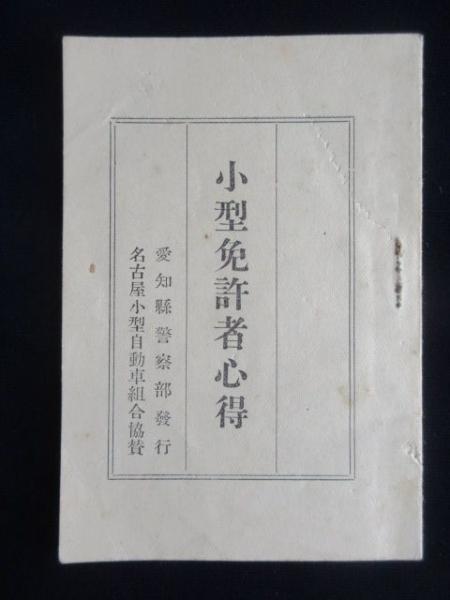 小型免許者心得
愛知縣警察部發行
名古屋小型自動車組合協賛